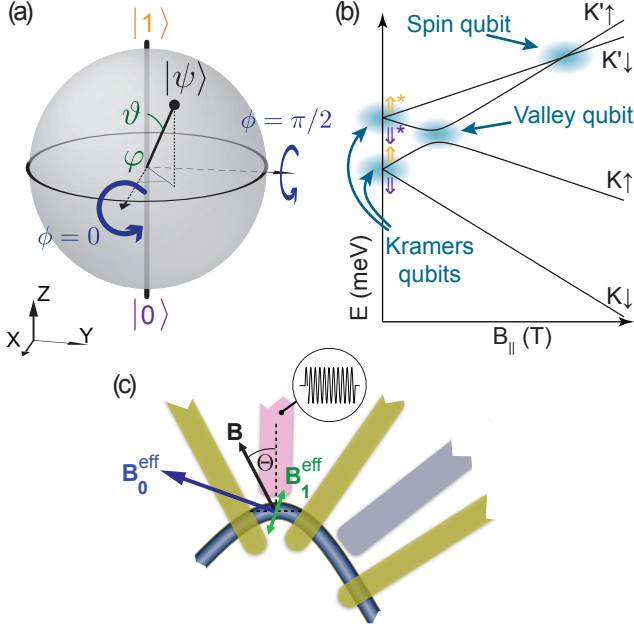 (a)
|1⟩
|ψ⟩
ϑ
ϕ = π/2
φ
ϕ = 0
Z
X
Y
|0⟩
(b)
K'↑
Spin qubit
K'↓
⇑*
Valley qubit
⇓*
⇑
K↑
⇓
Kramers
qubits
E (meV)
K↓
B|| (T)
(c)
B
Θ
B₀ᵉᶠᶠ
B₁ᵉᶠᶠ